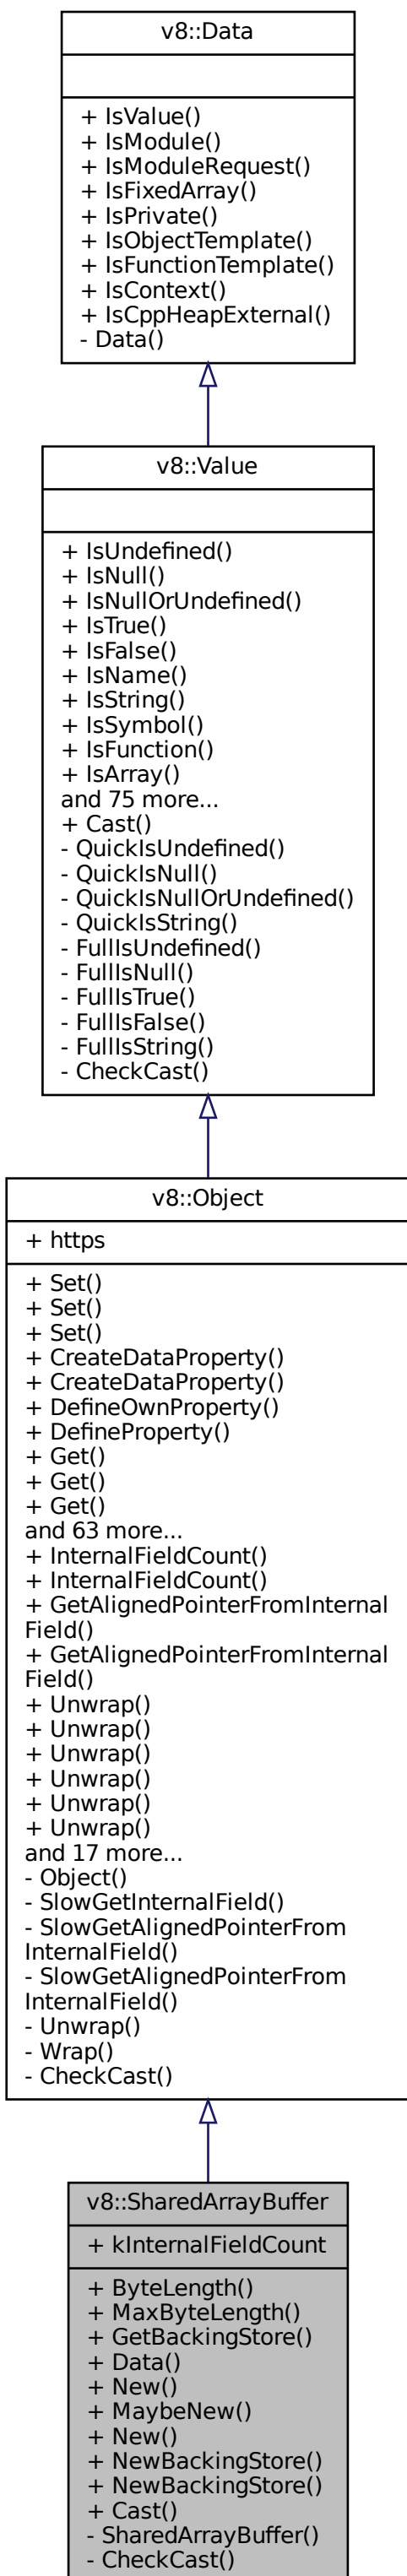 v8::Data
+ IsValue()
+ IsModule()
+ IsModuleRequest()
+ IsFixedArray()
+ IsPrivate()
+ IsObjectTemplate()
+ IsFunctionTemplate()
+ IsContext()
+ IsCppHeapExternal()
- Data()
v8::Value
+ IsUndefined()
+ IsNull()
+ IsNullOrUndefined()
+ IsTrue()
+ IsFalse()
+ IsName()
+ IsString()
+ IsSymbol()
+ IsFunction()
+ IsArray()
and 75 more...
+ Cast()
- QuickIsUndefined()
- QuickIsNull()
- QuickIsNullOrUndefined()
- QuickIsString()
- FullIsUndefined()
- FullIsNull()
- FullIsTrue()
- FullIsFalse()
- FullIsString()
- CheckCast()
v8::Object
+ https
+ Set()
+ Set()
+ Set()
+ CreateDataProperty()
+ CreateDataProperty()
+ DefineOwnProperty()
+ DefineProperty()
+ Get()
+ Get()
+ Get()
and 63 more...
+ InternalFieldCount()
+ InternalFieldCount()
+ GetAlignedPointerFromInternal
Field()
+ GetAlignedPointerFromInternal
Field()
+ Unwrap()
+ Unwrap()
+ Unwrap()
+ Unwrap()
+ Unwrap()
+ Unwrap()
and 17 more...
- Object()
- SlowGetInternalField()
- SlowGetAlignedPointerFrom
InternalField()
- SlowGetAlignedPointerFrom
InternalField()
- Unwrap()
- Wrap()
- CheckCast()
v8::SharedArrayBuffer
+ kInternalFieldCount
+ ByteLength()
+ MaxByteLength()
+ GetBackingStore()
+ Data()
+ New()
+ MaybeNew()
+ New()
+ NewBackingStore()
+ NewBackingStore()
+ Cast()
- SharedArrayBuffer()
- CheckCast()